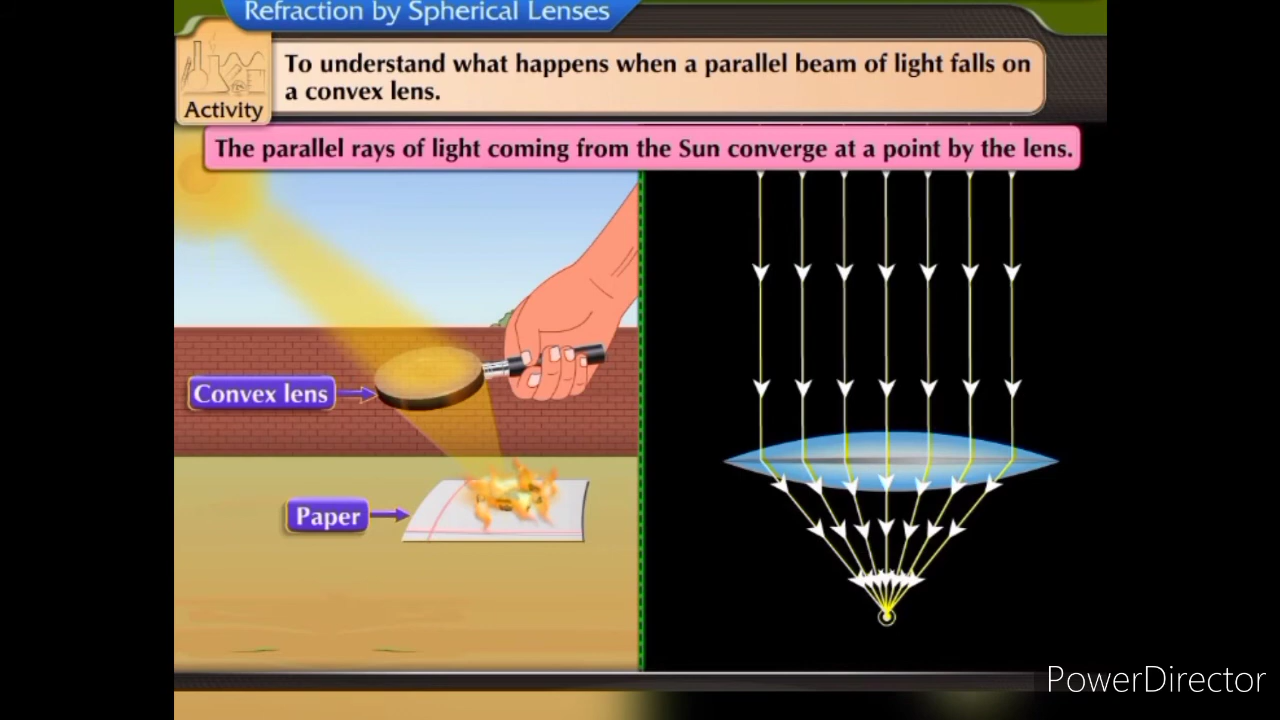 Refraction by Spherical Lenses
Activity
To understand what happens when a parallel beam of light falls on
a convex lens.
The parallel rays of light coming from the Sun converge at a point by the lens.
Convex lens
Paper
PowerDirector